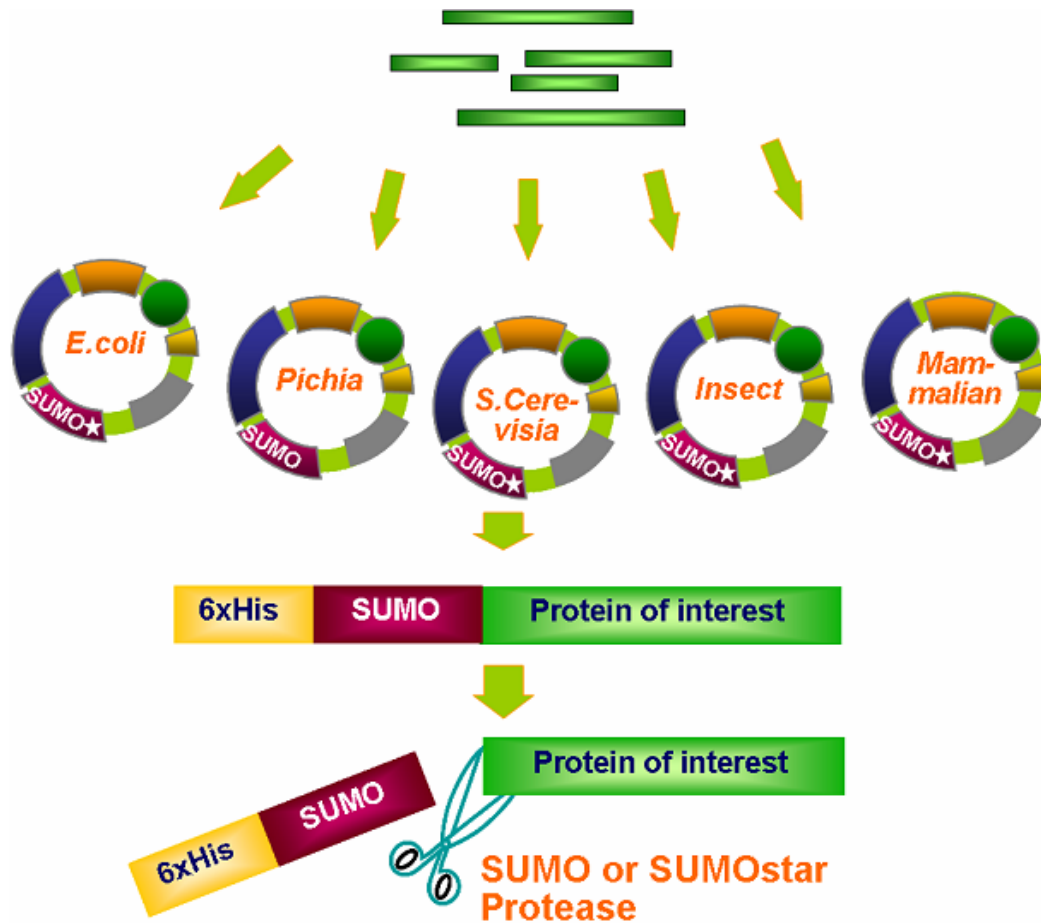 E.coli
SUMO★
Pichia
SUMO
S.Cere-
visia
SUMO★
Insect
SUMO★
Mam-
malian
SUMO★
6xHis SUMO Protein of interest
Protein of interest
6xHis SUMO
SUMO or SUMOstar
Protease